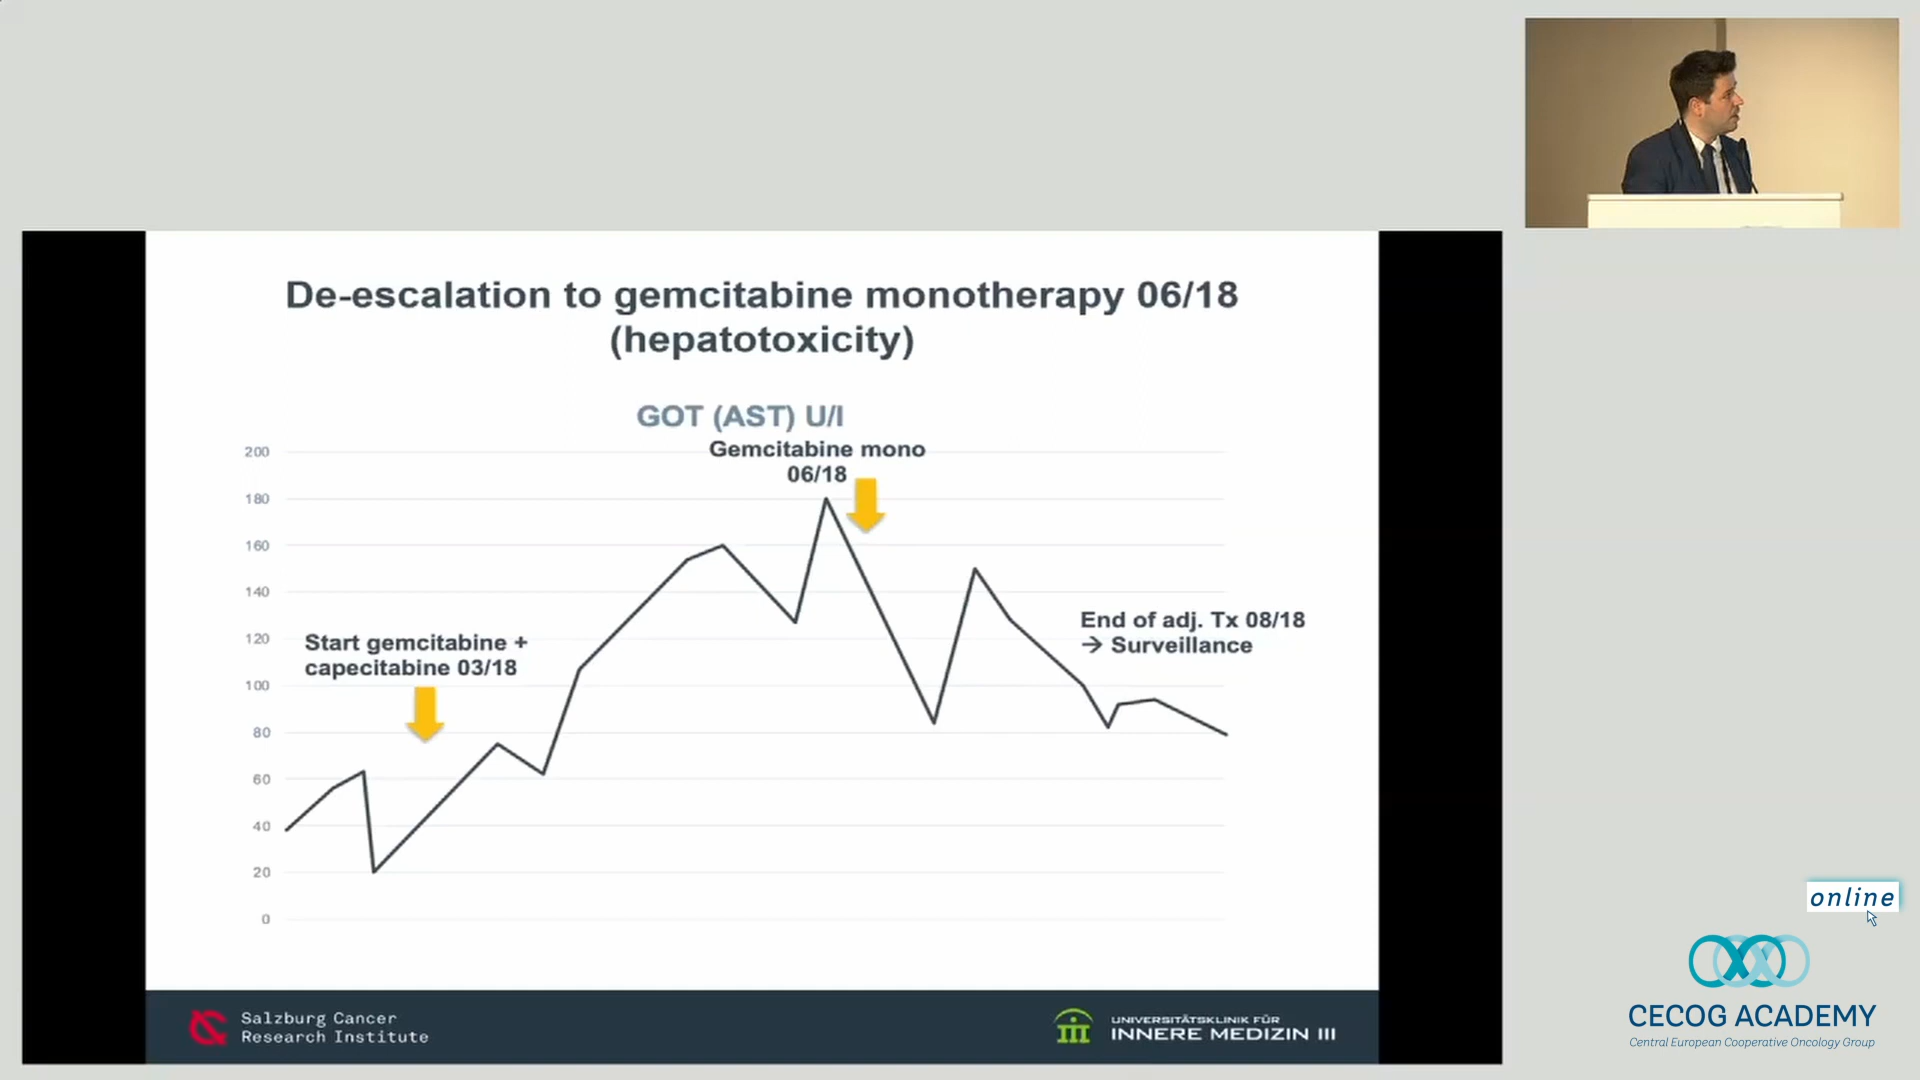 De-escalation to gemcitabine monotherapy 06/18
(hepatotoxicity)
GOT (AST) U/l
Gemcitabine mono
06/18
200
180
160
140
120
100
80
60
40
20
0
Start gemcitabine +
capecitabine 03/18
End of adj. Tx 08/18
→ Surveillance
Salzburg Cancer
Research Institute
UNIVERSITÄTSKLINIK FÜR
INNERE MEDIZIN III
online
CECOG ACADEMY
Central European Cooperative Oncology Group